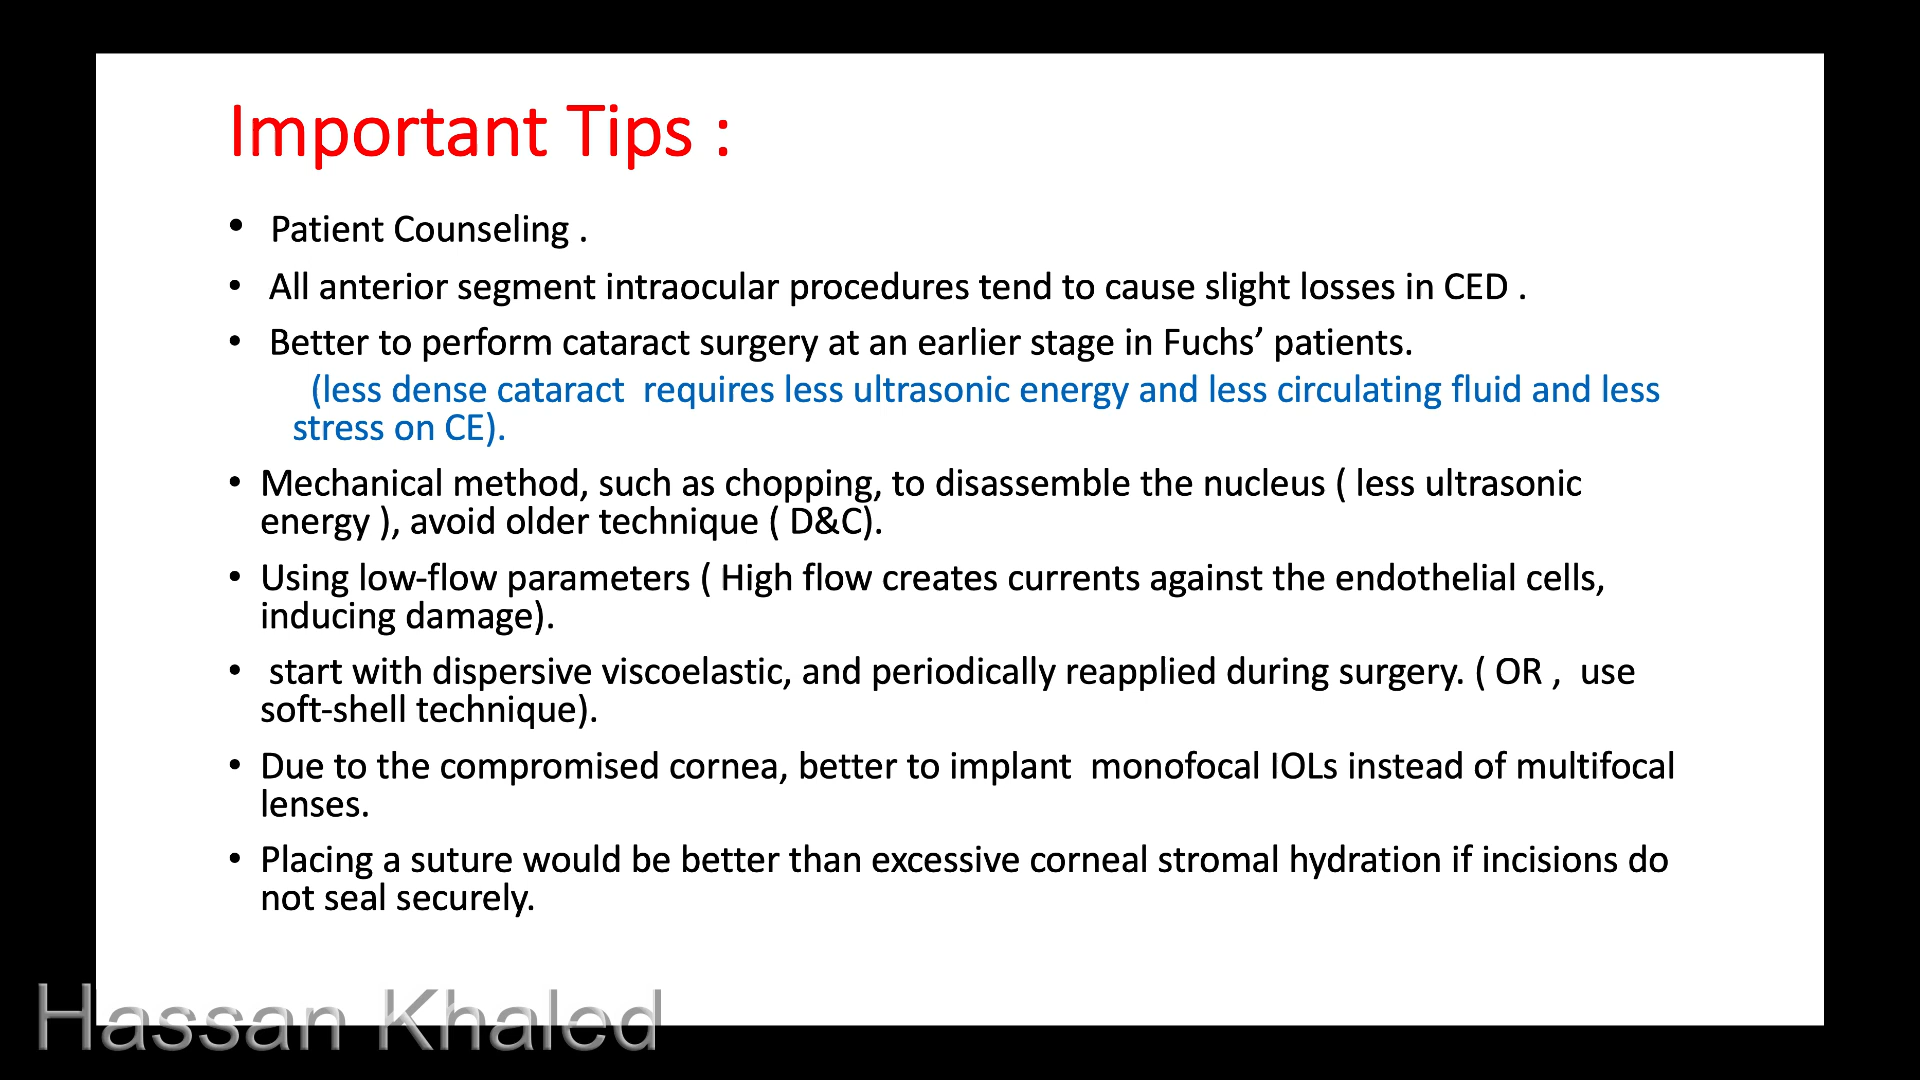 Important Tips :
• Patient Counseling .
• All anterior segment intraocular procedures tend to cause slight losses in CED .
• Better to perform cataract surgery at an earlier stage in Fuchs’ patients.
(less dense cataract requires less ultrasonic energy and less circulating fluid and less
stress on CE).
• Mechanical method, such as chopping, to disassemble the nucleus ( less ultrasonic
energy ), avoid older technique ( D&C).
• Using low-flow parameters ( High flow creates currents against the endothelial cells,
inducing damage).
• start with dispersive viscoelastic, and periodically reapplied during surgery. ( OR , use
soft-shell technique).
• Due to the compromised cornea, better to implant monofocal IOLs instead of multifocal
lenses.
• Placing a suture would be better than excessive corneal stromal hydration if incisions do
not seal securely.
Hassan Khaled